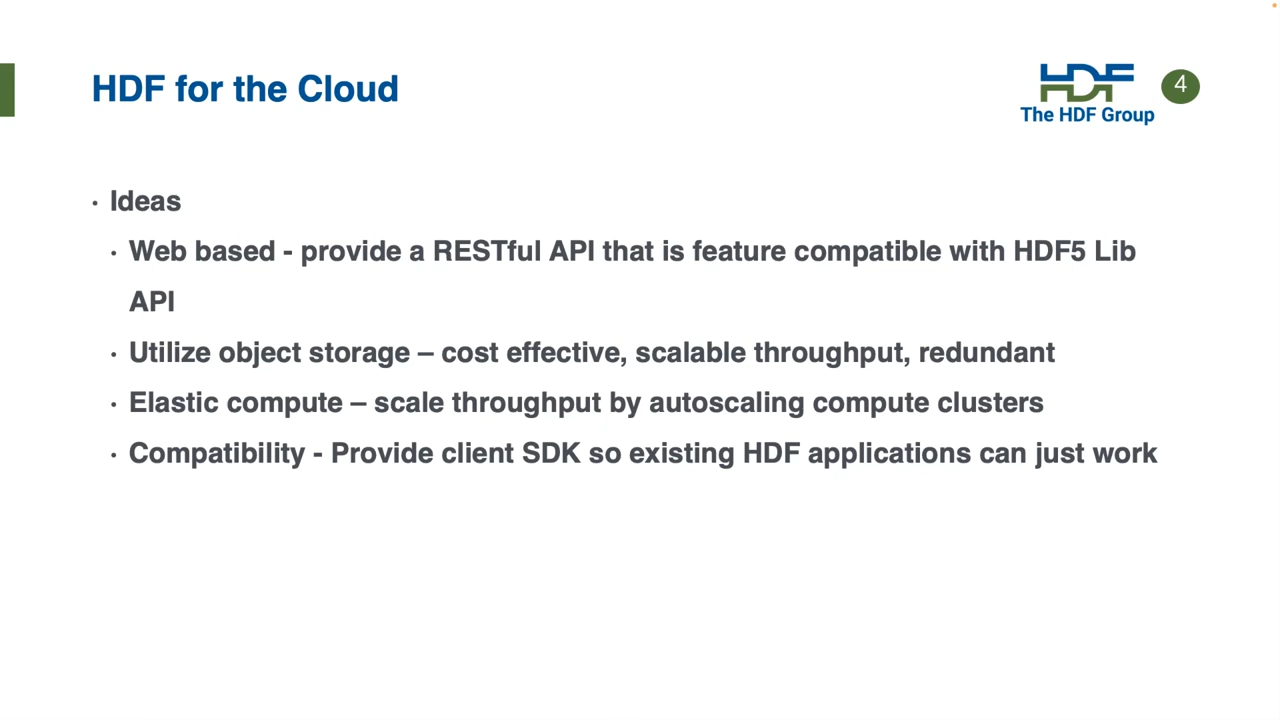 HDF for the Cloud
HDF
The HDF Group
4
• Ideas
• Web based - provide a RESTful API that is feature compatible with HDF5 Lib
API
• Utilize object storage – cost effective, scalable throughput, redundant
• Elastic compute – scale throughput by autoscaling compute clusters
• Compatibility - Provide client SDK so existing HDF applications can just work